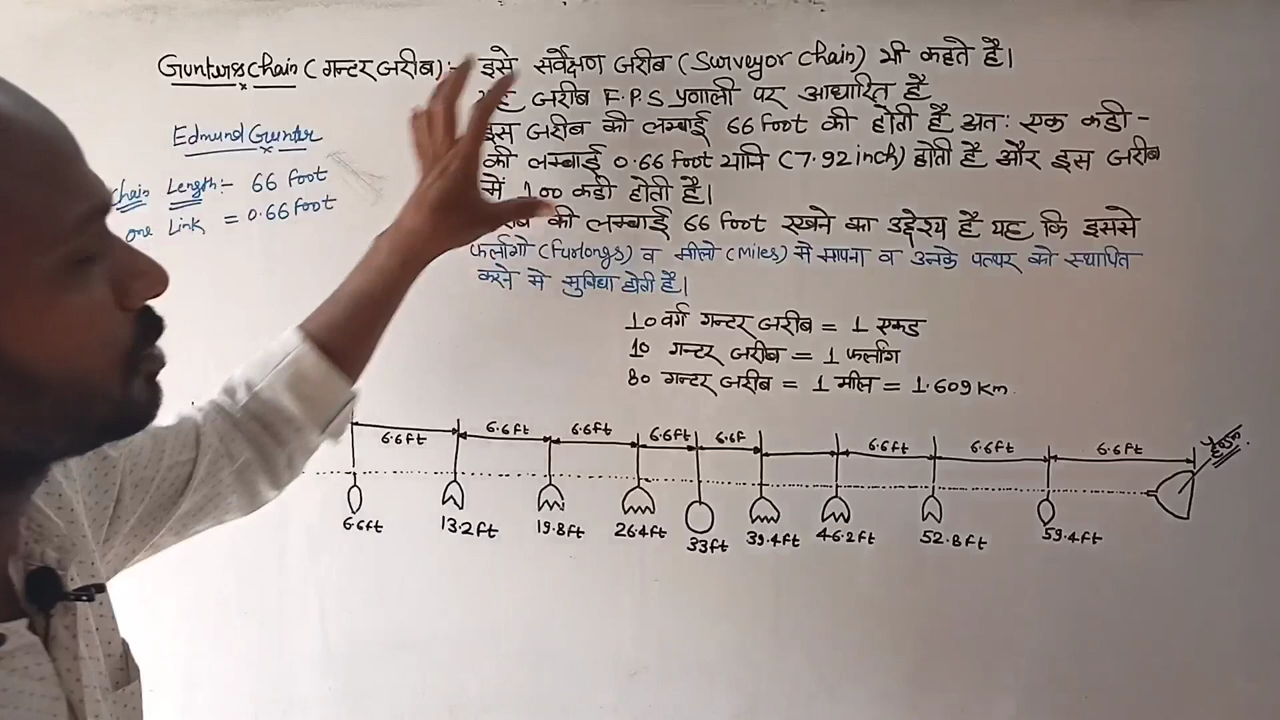 Gunter's Chain (गन्टर जरीब):- इसे सर्वेक्षण जरीब (Surveyor Chain) भी कहते है।
जरीब F.P.S प्रणाली पर आधारित है
इस जरीब की लम्बाई 66 Foot की होती है अतः एक कडी -
की लम्बाई 0.66 foot यानि (7.92 inch) होती है और इस जरीब
में 100 कडी होती है।
की लम्बाई 66 Foot रखने का उद्देश्य है यह कि इससे
फर्लांगो (Furlongs) व मीलो (Miles) में मापना व उनके पत्थर को स्थापित
करने मे सुविधा होती है।
Edmund Gunter
Chain Length:- 66 foot
one Link = 0.66 foot
10 वर्ग गन्टर जरीब = 1 एकड
10 गन्टर जरीब = 1 फर्लांग
80 गन्टर जरीब = 1 मील = 1.609 Km.
6.6ft 6.6ft 6.6ft 6.6ft 6.6f 6.6ft 6.6ft 6.6ft
6.6ft 13.2ft 19.8ft 26.4ft 33ft 39.4ft 46.2ft 52.8ft 59.4ft